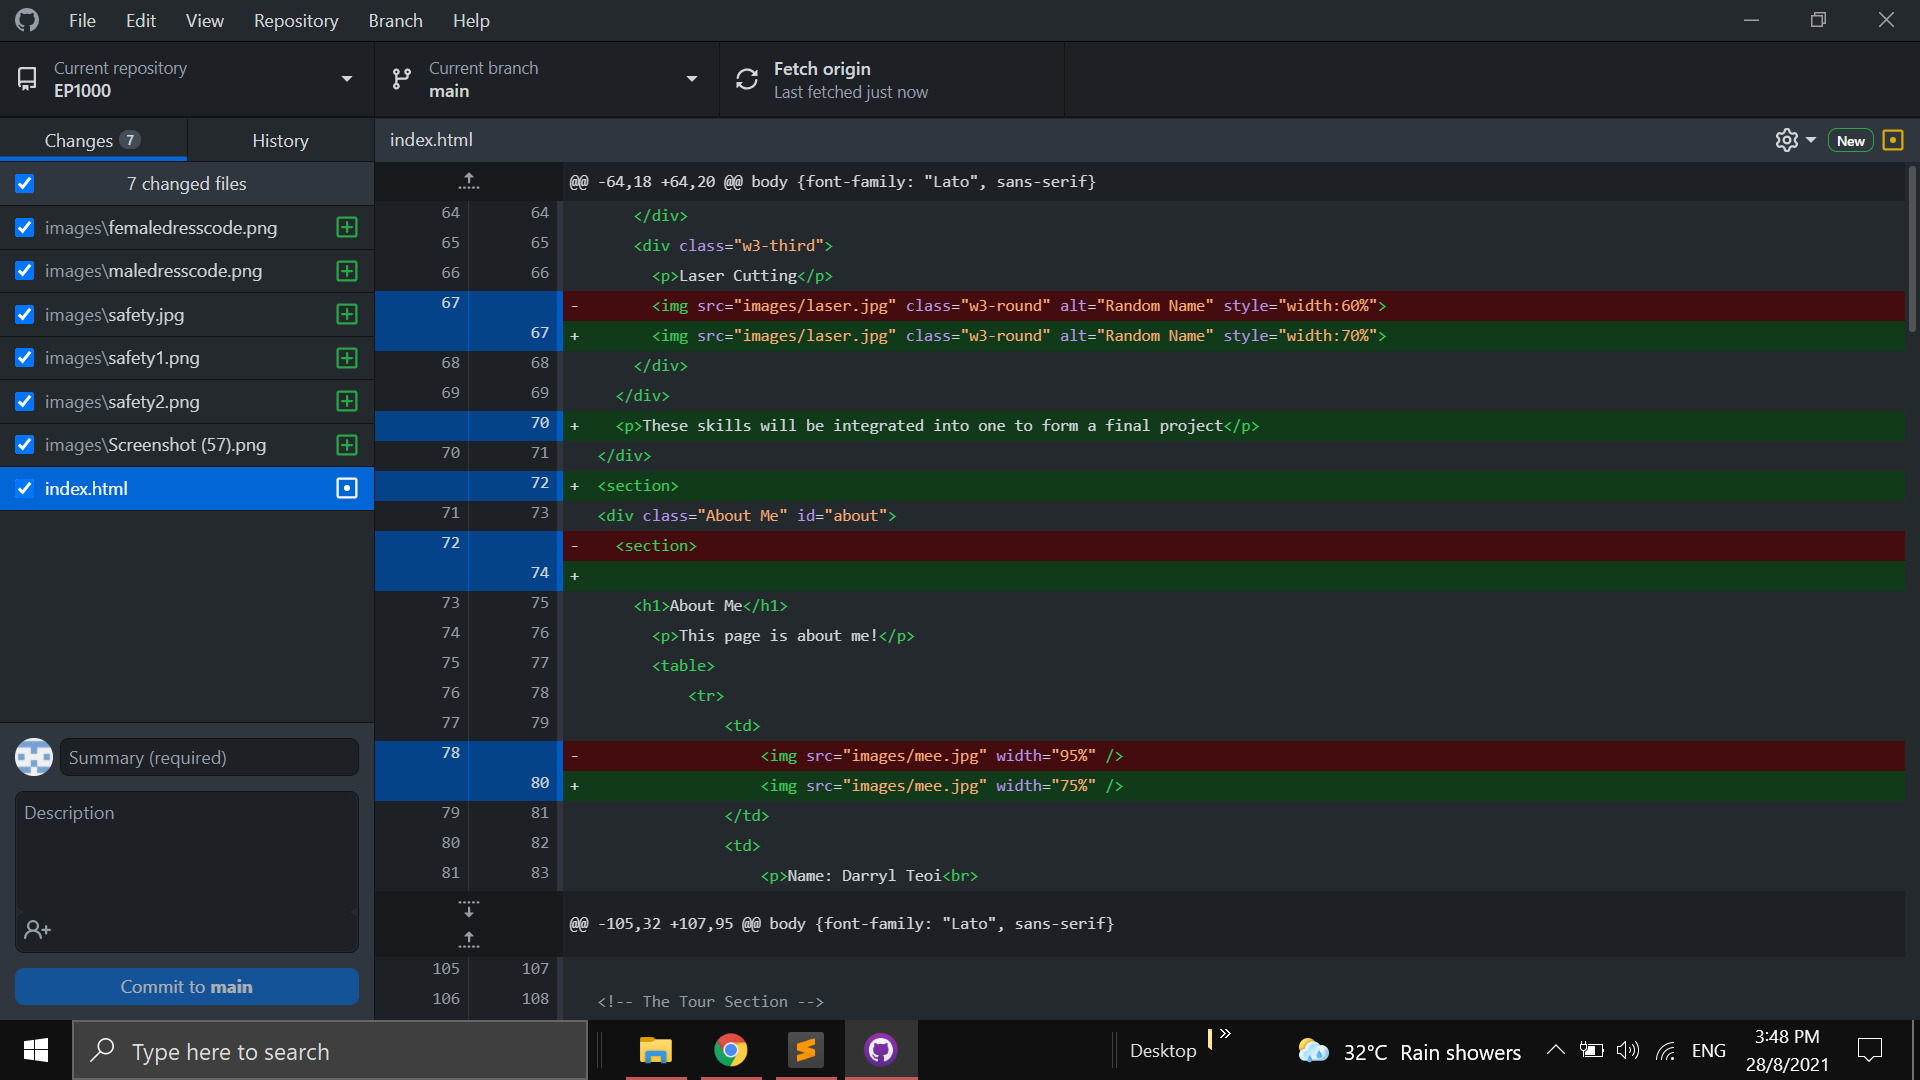 File Edit View Repository Branch Help
Current repository
EP1000
Current branch
main
Fetch origin
Last fetched just now
Changes 7
History
index.html
New
7 changed files
images\femaledresscode.png
images\maledresscode.png
images\safety.jpg
images\safety1.png
images\safety2.png
images\Screenshot (57).png
index.html
Summary (required)
Description
Commit to main
@@ -64,18 +64,20 @@ body {font-family: "Lato", sans-serif}
64 64 </div>
65 65 <div class="w3-third">
66 66 <p>Laser Cutting</p>
67 - <img src="images/laser.jpg" class="w3-round" alt="Random Name" style="width:60%">
67 + <img src="images/laser.jpg" class="w3-round" alt="Random Name" style="width:70%">
68 68 </div>
69 69 </div>
70 + <p>These skills will be integrated into one to form a final project</p>
70 71 </div>
72 + <section>
71 73 <div class="About Me" id="about">
72 - <section>
74 +
73 75 <h1>About Me</h1>
74 76 <p>This page is about me!</p>
75 77 <table>
76 78 <tr>
77 79 <td>
78 - <img src="images/mee.jpg" width="95%" />
80 + <img src="images/mee.jpg" width="75%" />
79 81 </td>
80 82 <td>
81 83 <p>Name: Darryl Teoi<br>
@@ -105,32 +107,95 @@ body {font-family: "Lato", sans-serif}
105 107
106 108 <!-- The Tour Section -->
Type here to search
Desktop
32°C Rain showers
ENG
3:48 PM
28/8/2021